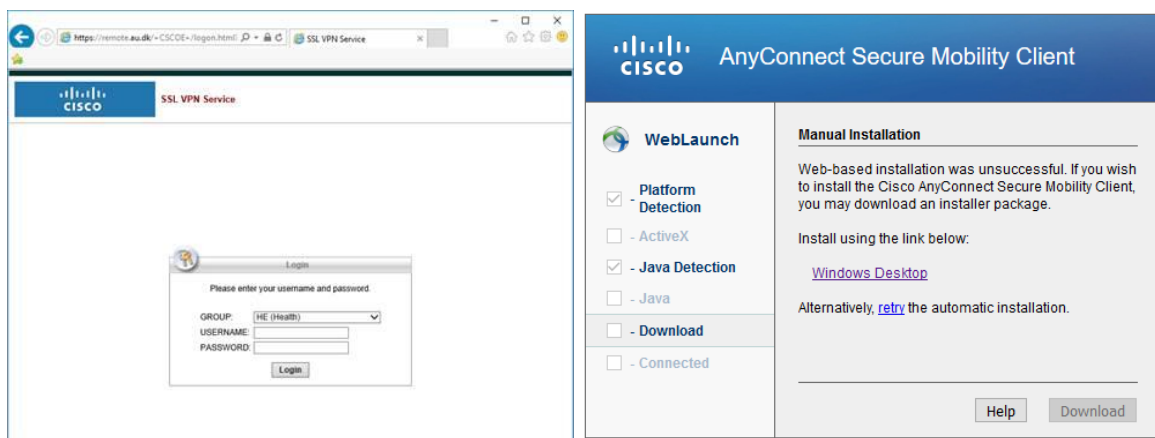 https://remote.au.dk/+CSCOE+/logon.html
SSL VPN Service
CISCO
SSL VPN Service
Login
Please enter your username and password.
GROUP: HE (Health)
USERNAME:
PASSWORD:
Login
CISCO
AnyConnect Secure Mobility Client
WebLaunch
- Platform
Detection
- ActiveX
- Java Detection
- Java
- Download
- Connected
Manual Installation
Web-based installation was unsuccessful. If you wish
to install the Cisco AnyConnect Secure Mobility Client,
you may download an installer package.
Install using the link below:
Windows Desktop
Alternatively, retry the automatic installation.
Help
Download